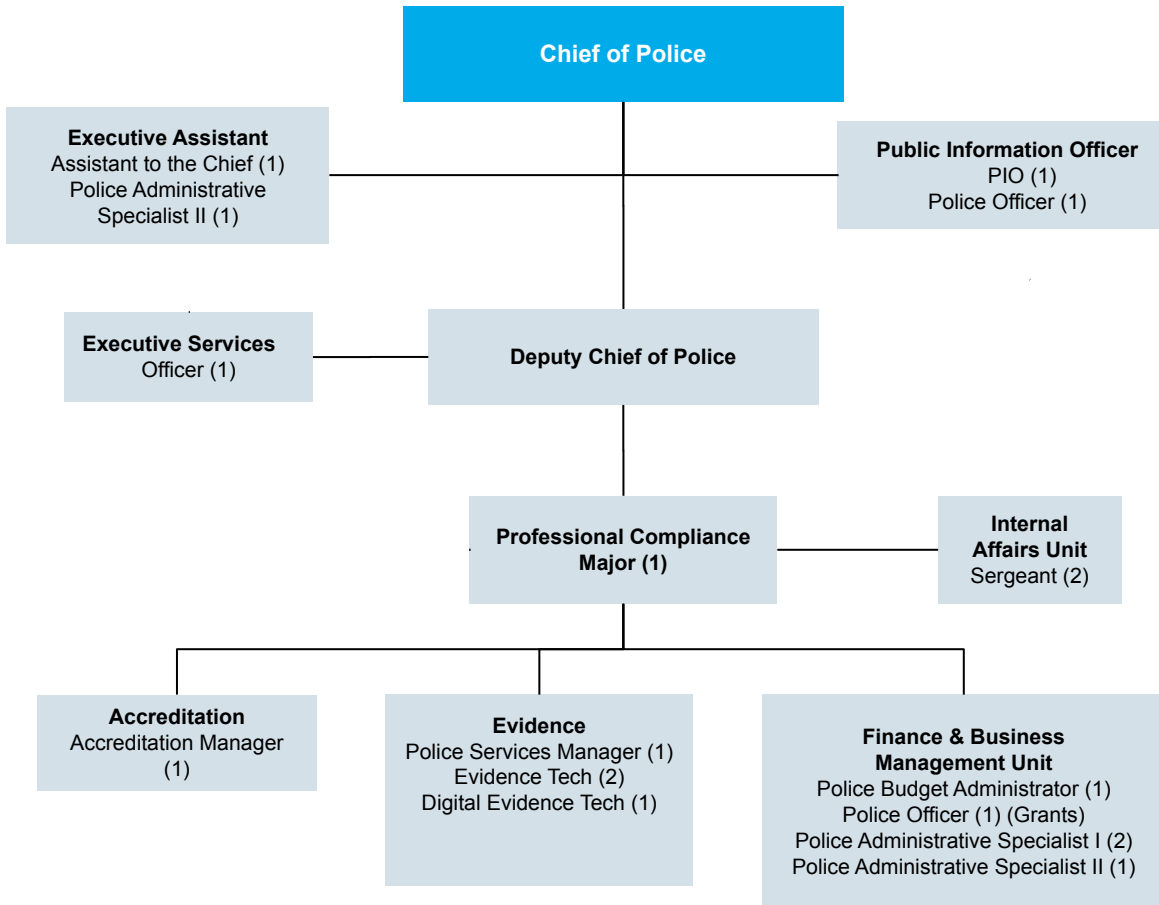 Chief of Police
Executive Assistant
Assistant to the Chief (1)
Police Administrative
Specialist II (1)
Public Information Officer
PIO (1)
Police Officer (1)
Executive Services
Officer (1)
Deputy Chief of Police
Professional Compliance
Major (1)
Internal
Affairs Unit
Sergeant (2)
Accreditation
Accreditation Manager
(1)
Evidence
Police Services Manager (1)
Evidence Tech (2)
Digital Evidence Tech (1)
Finance & Business
Management Unit
Police Budget Administrator (1)
Police Officer (1) (Grants)
Police Administrative Specialist I (2)
Police Administrative Specialist II (1)